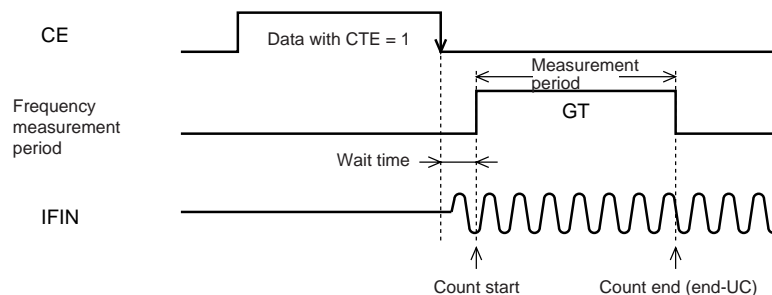 CE
Data with CTE = 1
Measurement
period
Frequency
measurement
period
GT
Wait time
IFIN
Count start
Count end (end-UC)